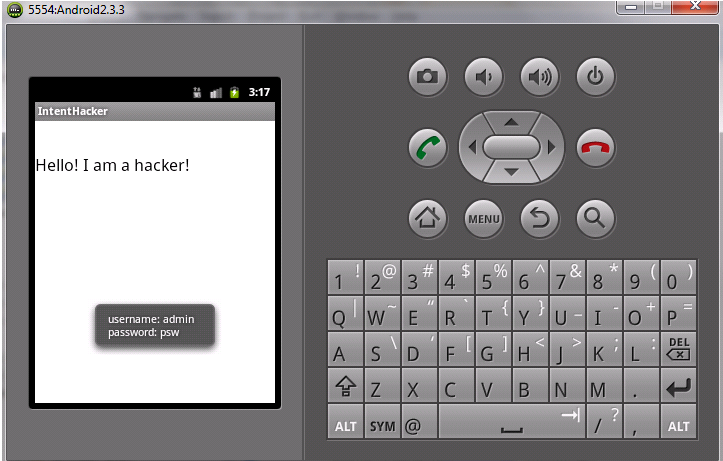 5554:Android2.3.3
3:17
IntentHacker
Hello! I am a hacker!
username: admin
password: psw
MENU
1 ! 2 @ 3 # 4 $ 5 % 6 ^ 7 & 8 * 9 ( 0 )
Q | W ~ E “ R ` T { Y } U _ I - O + P =
A S \ D ‘ F [ G ] H < J > K ; L : DEL
Z X C V B N M .
ALT SYM @ / ? , ALT